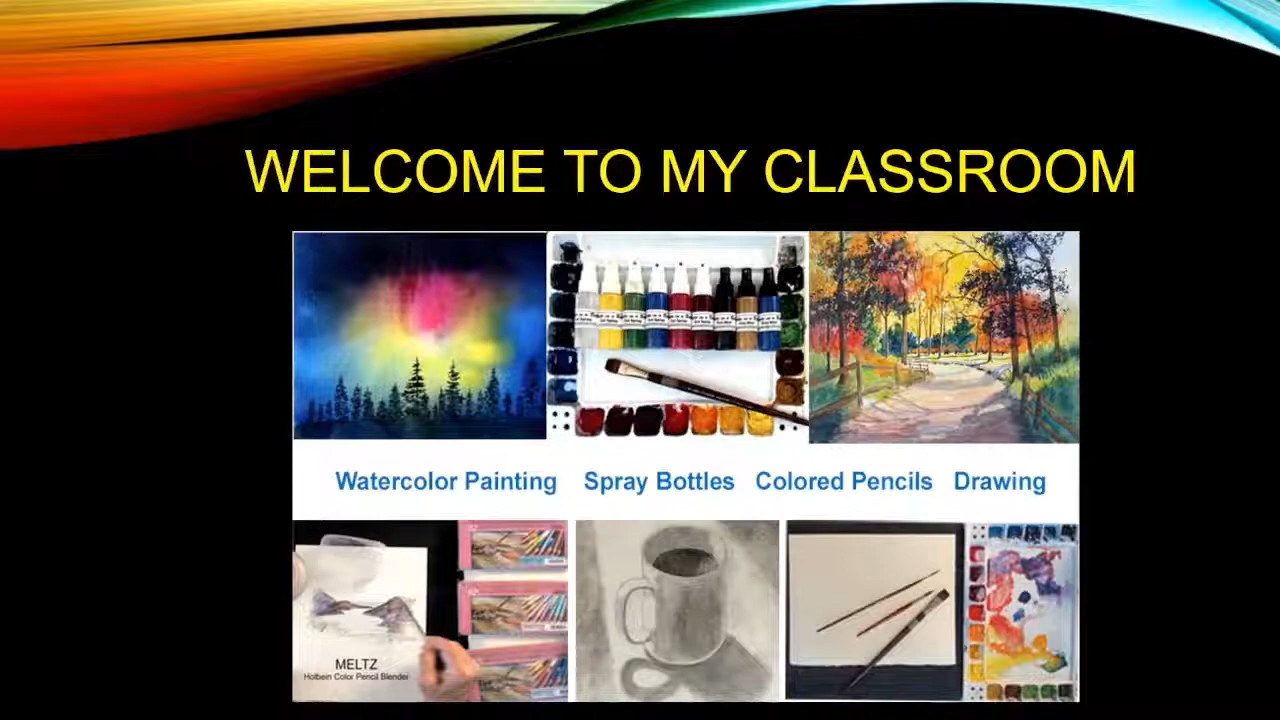 WELCOME TO MY CLASSROOM
Watercolor Painting Spray Bottles Colored Pencils Drawing
MELTZ
Holbein Color Pencil Blender